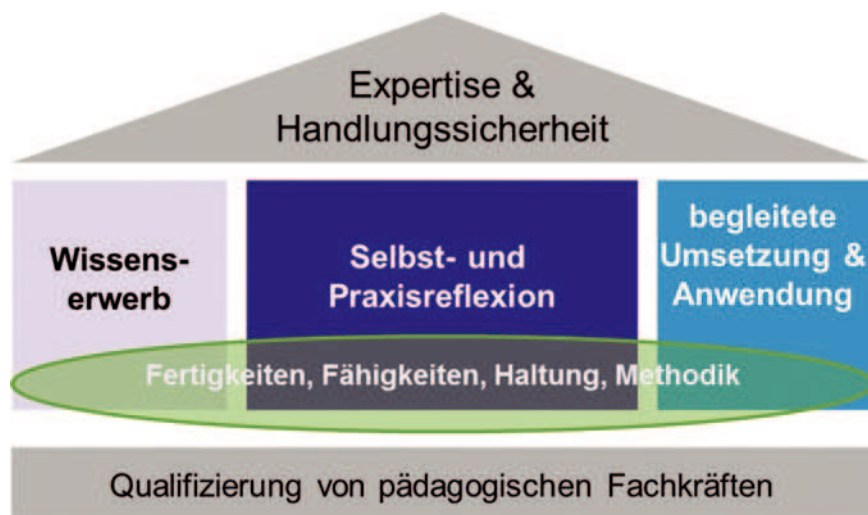 Expertise &
Handlungssicherheit
Wissens-
erwerb
Selbst- und
Praxisreflexion
begleitete
Umsetzung &
Anwendung
Fertigkeiten, Fähigkeiten, Haltung, Methodik
Qualifizierung von pädagogischen Fachkräften